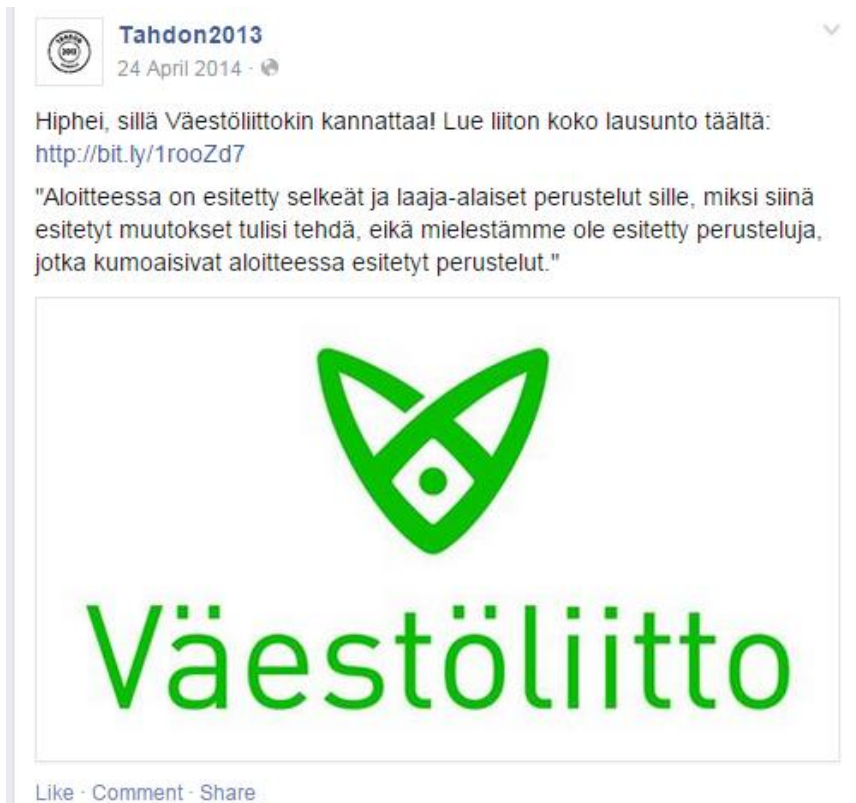 Tahdon2013
24 April 2014 ·
Hiphei, sillä Väestöliittokin kannattaa! Lue liiton koko lausunto täältä:
http://bit.ly/1rooZd7
"Aloitteessa on esitetty selkeät ja laaja-alaiset perustelut sille, miksi siinä
esitetyt muutokset tulisi tehdä, eikä mielestämme ole esitetty perusteluja,
jotka kumoaisivat aloitteessa esitetyt perustelut."
Väestöliitto
Like · Comment · Share